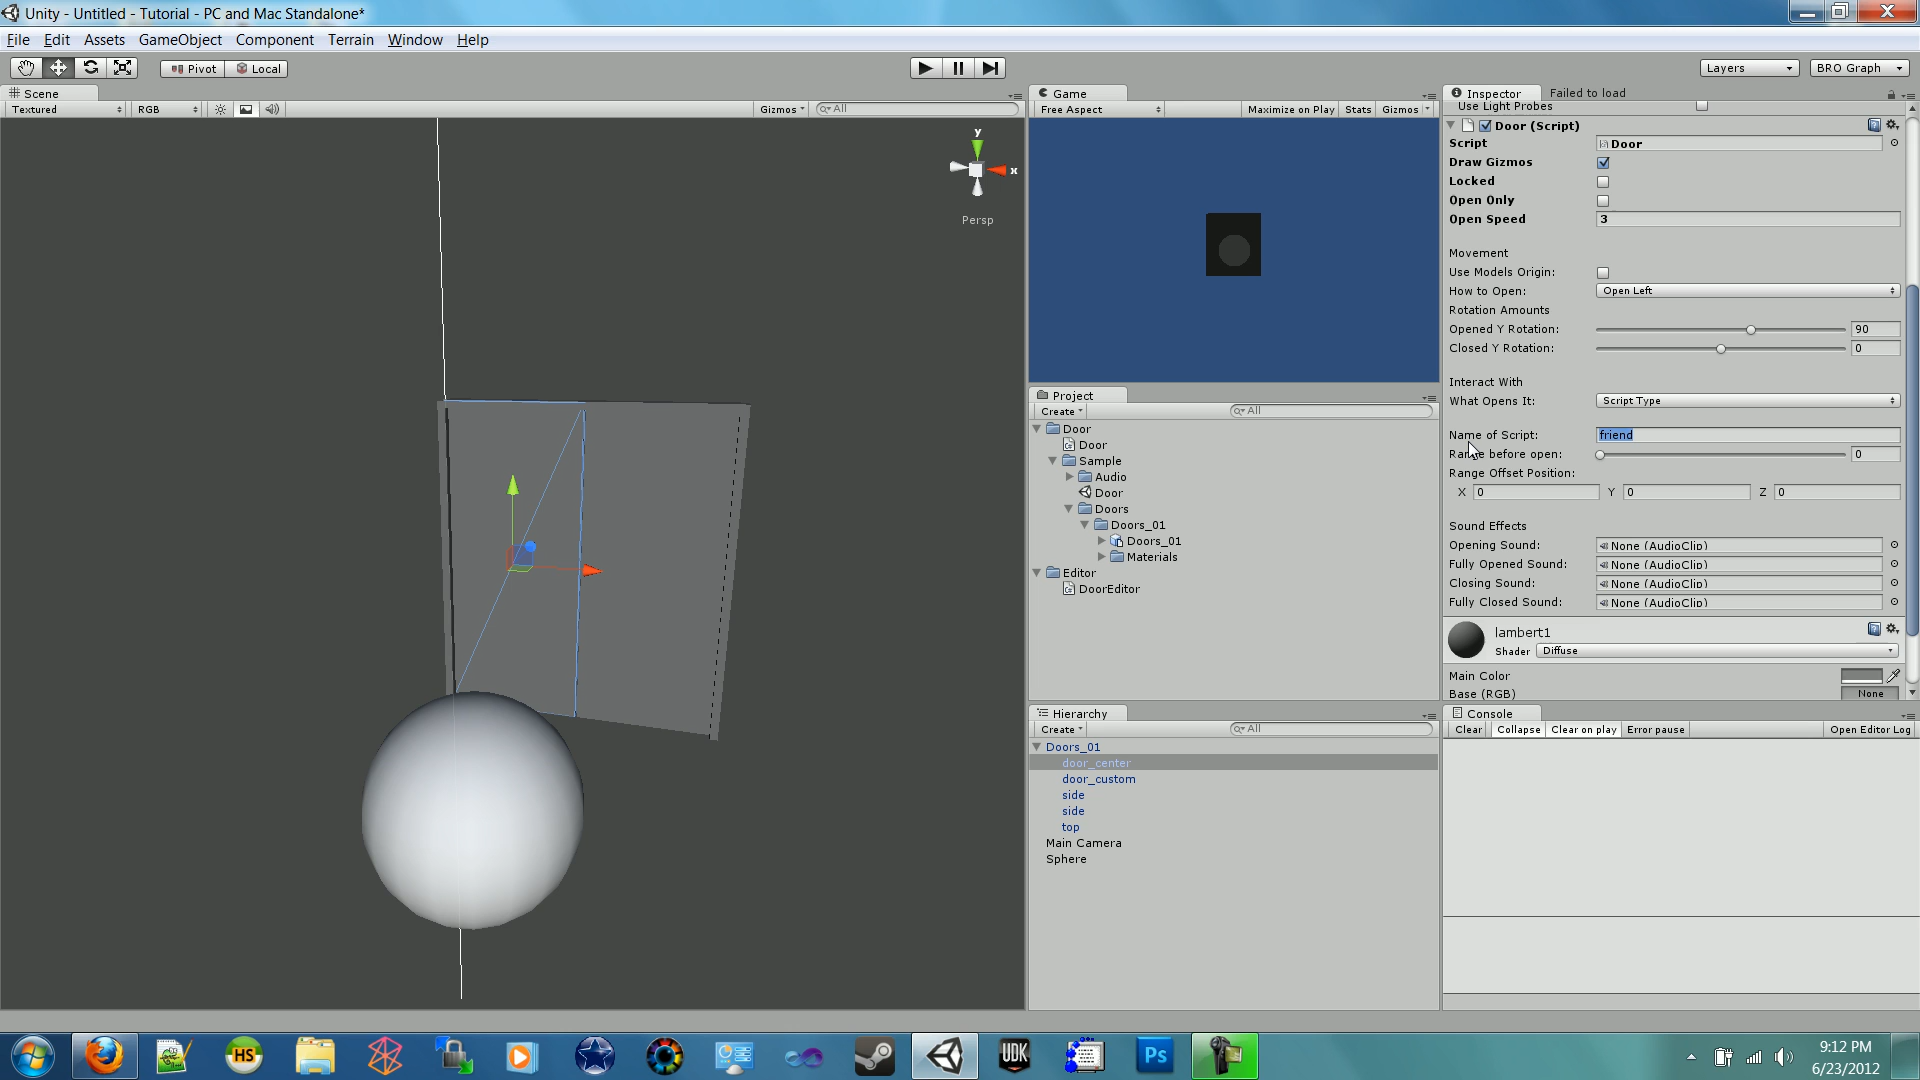 Unity - Untitled - Tutorial - PC and Mac Standalone*
File Edit Assets GameObject Component Terrain Window Help
Pivot Local Layers BRO Graph
Scene
Textured RGB Gizmos All
y
x
Persp
Game
Free Aspect Maximize on Play Stats Gizmos
Project
Create All
Door
Door
Sample
Audio
Door
Doors
Doors_01
Doors_01
Materials
Editor
DoorEditor
Hierarchy
Create All
Doors_01
door_center
door_custom
side
side
top
Main Camera
Sphere
Inspector Failed to load
Use Light Probes
Door (Script)
Script Door
Draw Gizmos
Locked
Open Only
Open Speed 3
Movement
Use Models Origin:
How to Open: Open Left
Rotation Amounts
Opened Y Rotation: 90
Closed Y Rotation: 0
Interact With
What Opens It: Script Type
Name of Script: friend
Range before open: 0
Range Offset Position:
X 0 Y 0 Z 0
Sound Effects
Opening Sound: None (AudioClip)
Fully Opened Sound: None (AudioClip)
Closing Sound: None (AudioClip)
Fully Closed Sound: None (AudioClip)
lambert1
Shader Diffuse
Main Color
Base (RGB) None
Console
Clear Collapse Clear on play Error pause Open Editor Log
HS
UDK
Ps
9:12 PM
6/23/2012